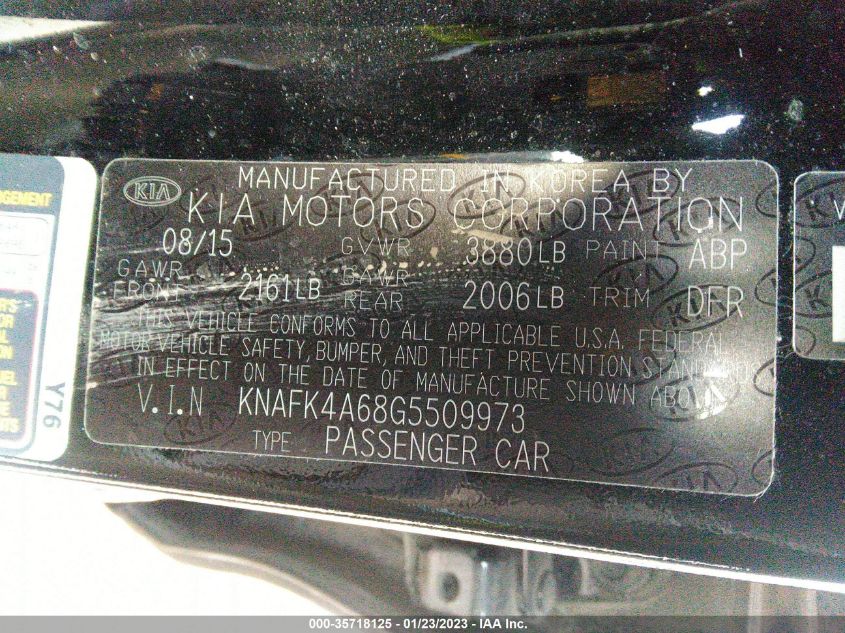 MANUFACTURED IN KOREA BY
KIA KIA MOTORS CORPORATION
08/15 GVWR 3880LB PAINT ABP
GAWR FRONT 2161LB GAWR REAR 2006LB TRIM DFR
THIS VEHICLE CONFORMS TO ALL APPLICABLE U.S.A. FEDERAL
MOTOR VEHICLE SAFETY, BUMPER, AND THEFT PREVENTION STANDARD
IN EFFECT ON THE DATE OF MANUFACTURE SHOWN ABOVE
V.I.N KNAFK4A68G5509973
TYPE PASSENGER CAR
Y76
000-35718125 - 01/23/2023 - IAA Inc.